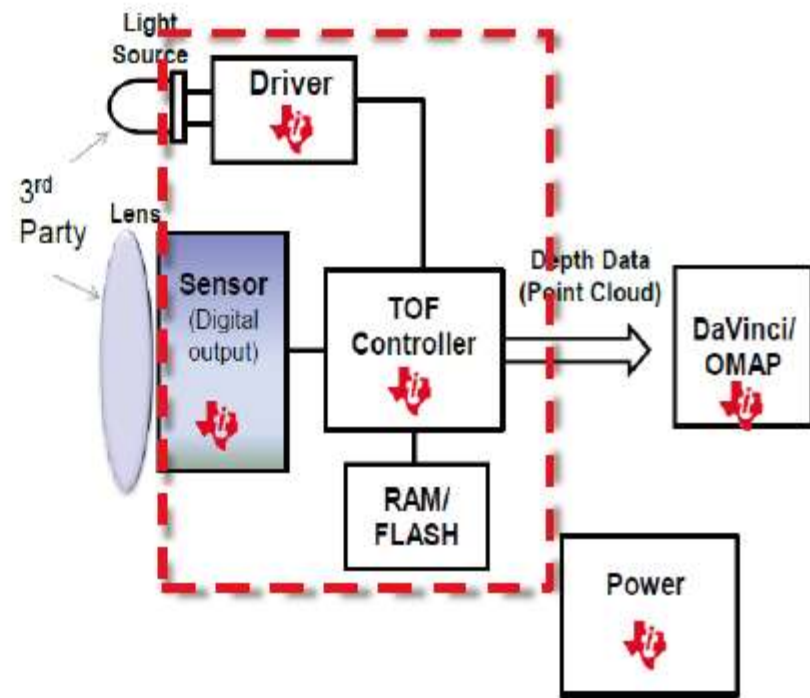 Light
Source
Driver
3rd
Party
Lens
Sensor
(Digital
output)
TOF
Controller
Depth Data
(Point Cloud)
DaVinci/
OMAP
RAM/
FLASH
Power